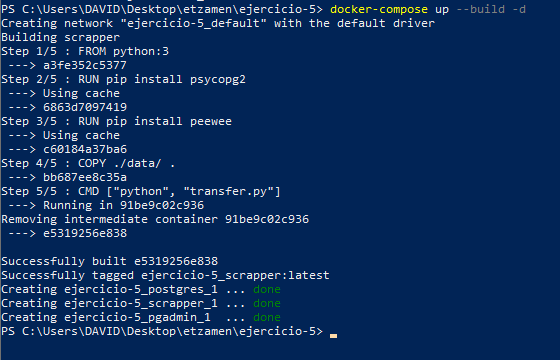 PS C:\Users\DAVID\Desktop\etzamen\ejercicio-5> docker-compose up --build -d
Creating network "ejercicio-5_default" with the default driver
Building scrapper
Step 1/5 : FROM python:3
 ---> a3fe352c5377
Step 2/5 : RUN pip install psycopg2
 ---> Using cache
 ---> 6863d7097419
Step 3/5 : RUN pip install peewee
 ---> Using cache
 ---> c60184a37ba6
Step 4/5 : COPY ./data/ .
 ---> bb687ee8c35a
Step 5/5 : CMD ["python", "transfer.py"]
 ---> Running in 91be9c02c936
Removing intermediate container 91be9c02c936
 ---> e5319256e838
Successfully built e5319256e838
Successfully tagged ejercicio-5_scrapper:latest
Creating ejercicio-5_postgres_1 ... done
Creating ejercicio-5_scrapper_1 ... done
Creating ejercicio-5_pgadmin_1  ... done
PS C:\Users\DAVID\Desktop\etzamen\ejercicio-5>